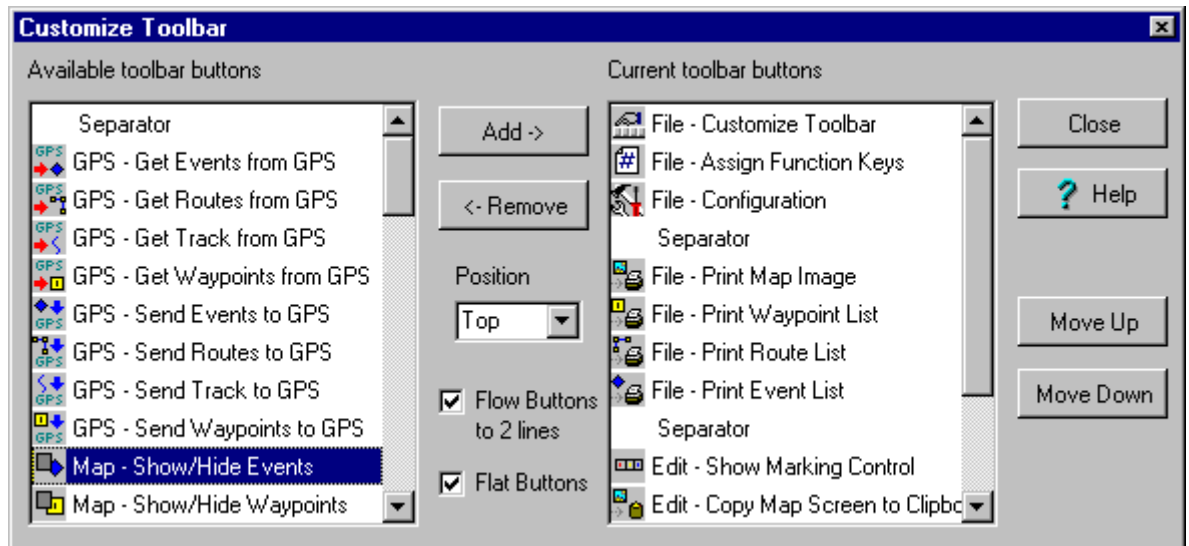 Customize Toolbar
Available toolbar buttons
Separator
GPS - Get Events from GPS
GPS - Get Routes from GPS
GPS - Get Track from GPS
GPS - Get Waypoints from GPS
GPS - Send Events to GPS
GPS - Send Routes to GPS
GPS - Send Track to GPS
GPS - Send Waypoints to GPS
Map - Show/Hide Events
Map - Show/Hide Waypoints
Add ->
<- Remove
Position
Top
Flow Buttons
to 2 lines
Flat Buttons
Current toolbar buttons
File - Customize Toolbar
File - Assign Function Keys
File - Configuration
Separator
File - Print Map Image
File - Print Waypoint List
File - Print Route List
File - Print Event List
Separator
Edit - Show Marking Control
Edit - Copy Map Screen to Clipbo
Close
? Help
Move Up
Move Down